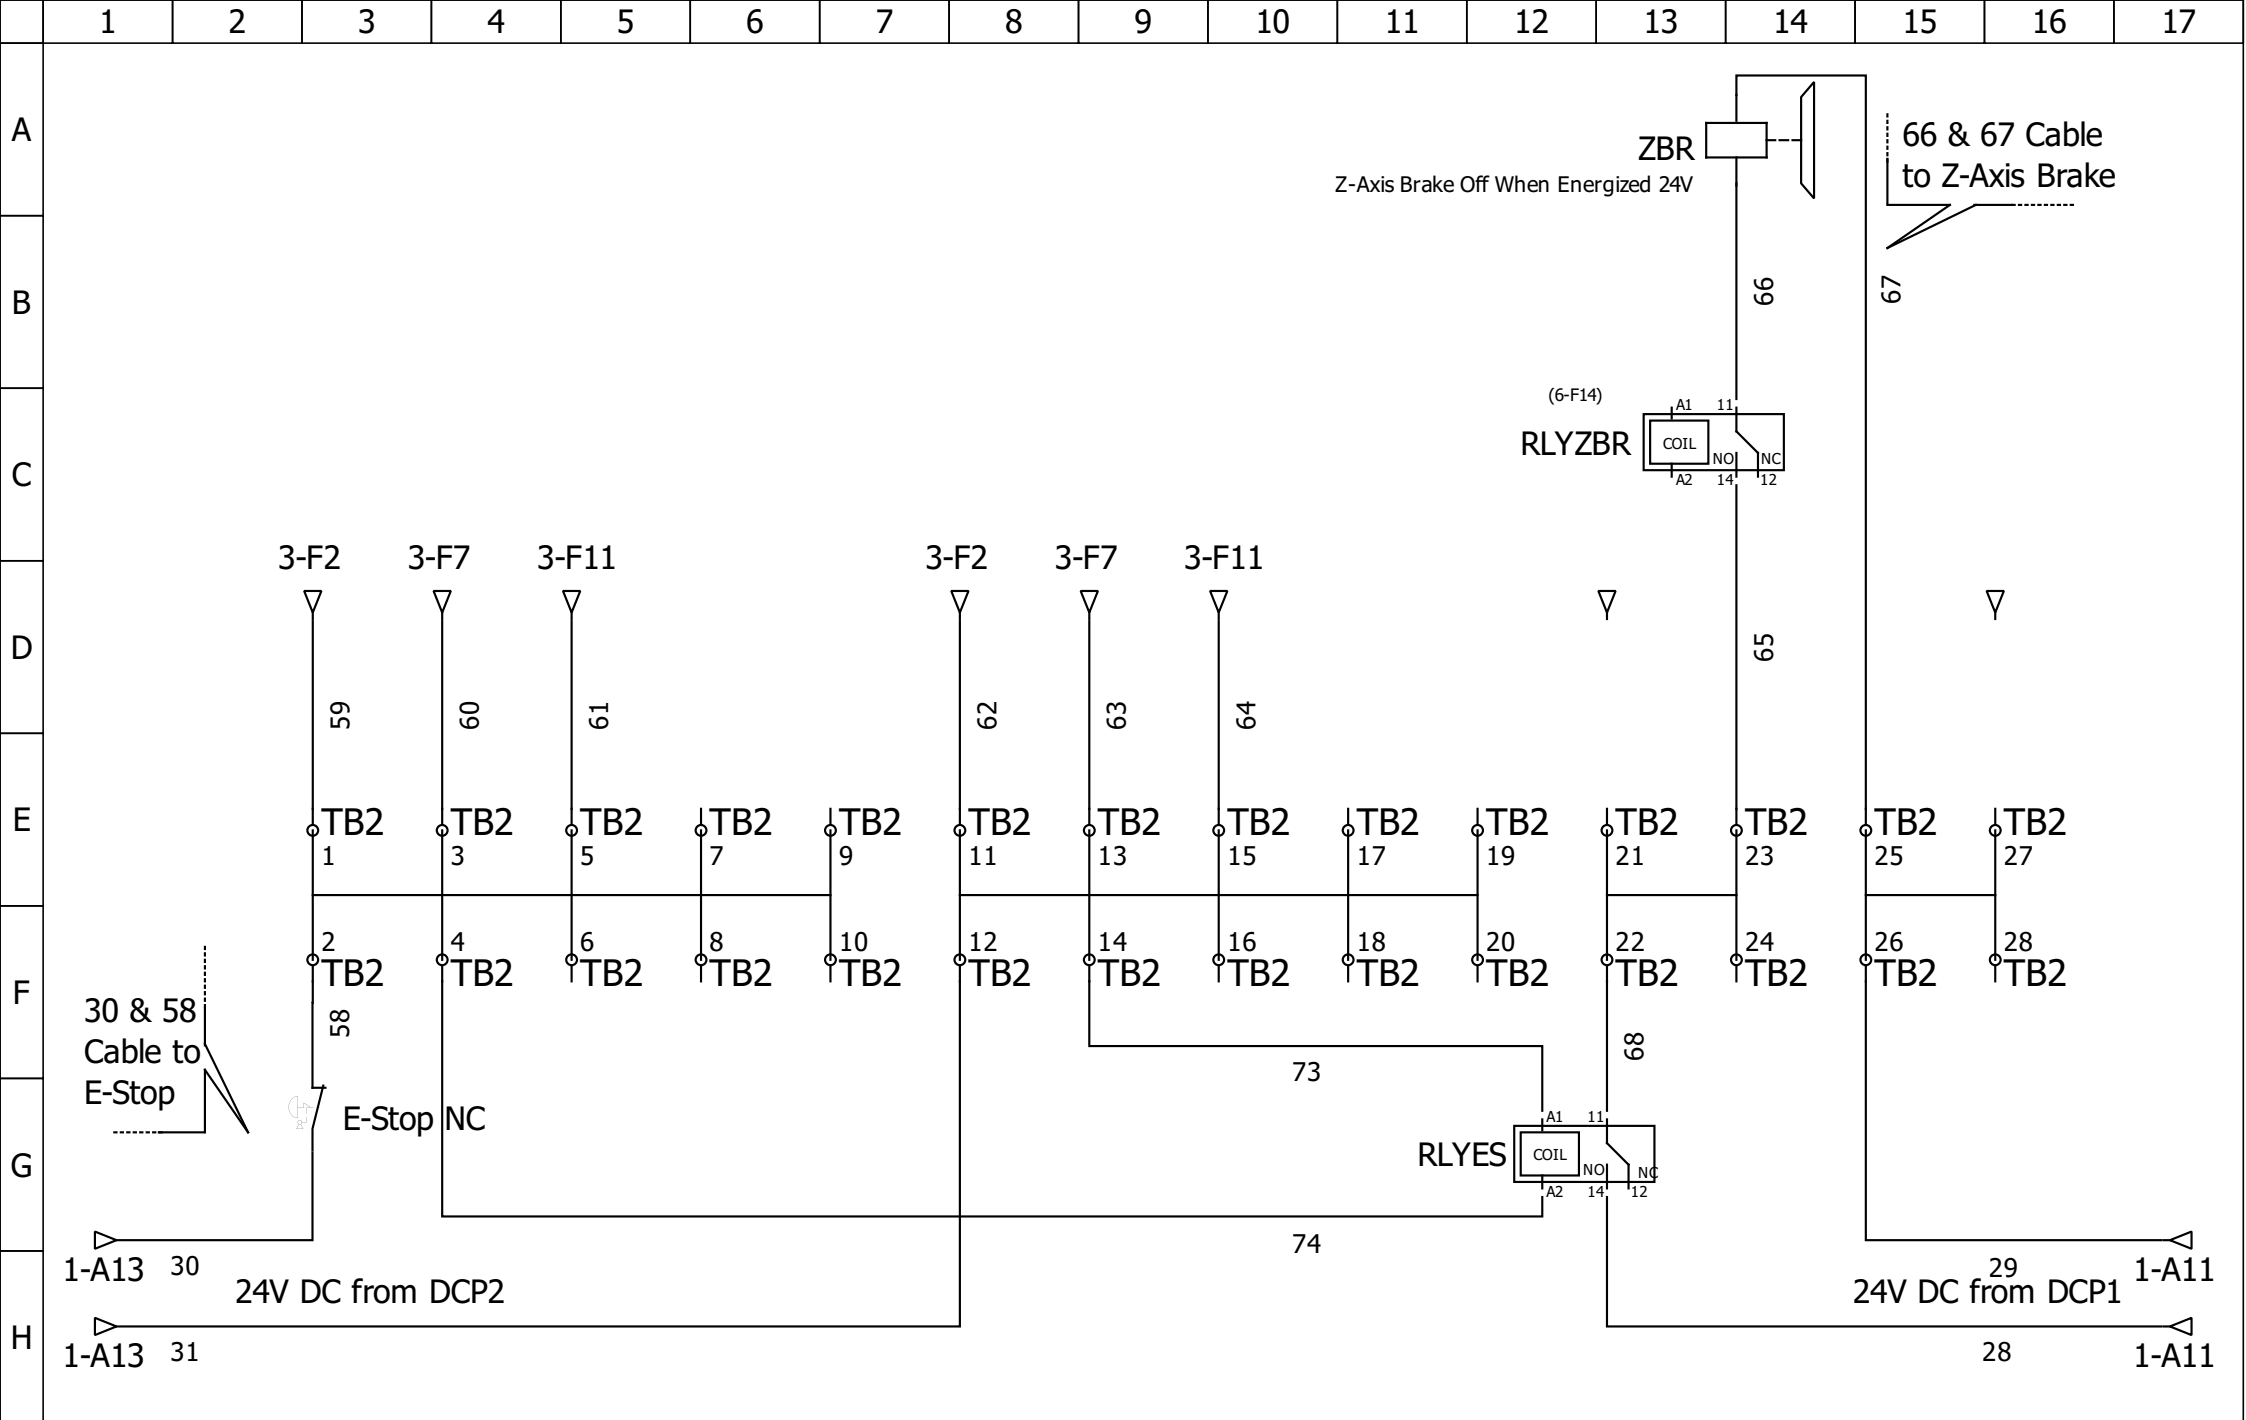 1 2 3 4 5 6 7 8 9 10 11 12 13 14 15 16 17
A
ZBR
Z-Axis Brake Off When Energized 24V
66 & 67 Cable
to Z-Axis Brake
B
66
67
C
(6-F14)
RLYZBR
A1 11
COIL
NO NC
A2 14 12
3-F2 3-F7 3-F11 3-F2 3-F7 3-F11
D
65
59 60 61 62 63 64
E
TB2 TB2 TB2 TB2 TB2 TB2 TB2 TB2 TB2 TB2 TB2 TB2 TB2 TB2
1 3 5 7 9 11 13 15 17 19 21 23 25 27
2 4 6 8 10 12 14 16 18 20 22 24 26 28
TB2 TB2 TB2 TB2 TB2 TB2 TB2 TB2 TB2 TB2 TB2 TB2 TB2 TB2
F
30 & 58
Cable to
E-Stop
58
68
73
G
E-Stop NC
RLYES
A1 11
COIL
NO NC
A2 14 12
74
1-A13 30
24V DC from DCP2
29
1-A11
24V DC from DCP1
H
1-A13 31
28
1-A11